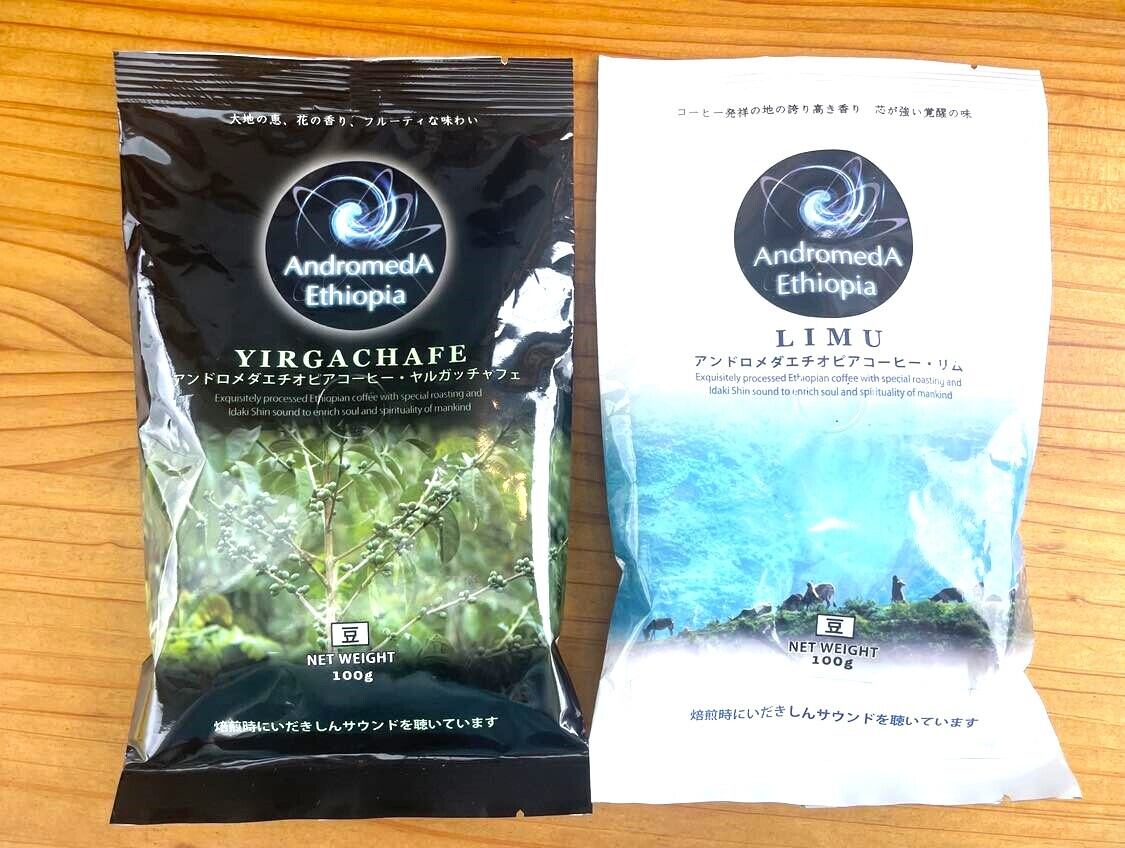 大地の恵、花の香り、フルーティな味わい
AndromedA
Ethiopia
YIRGACHAFE
アンドロメダエチオピアコーヒー・ヤルガッチャフェ
Exquisitely processed Ethiopian coffee with special roasting and
Idaki Shin sound to enrich soul and spirituality of mankind
豆
NET WEIGHT
100g
焙煎時にいだきしんサウンドを聴いています
コーヒー発祥の地の誇り高き香り 芯が強い覚醒の味
AndromedA
Ethiopia
LIMU
アンドロメダエチオピアコーヒー・リム
Exquisitely processed Ethiopian coffee with special roasting and
Idaki Shin sound to enrich soul and spirituality of mankind
豆
NET WEIGHT
100g
焙煎時にいだきしんサウンドを聴いています